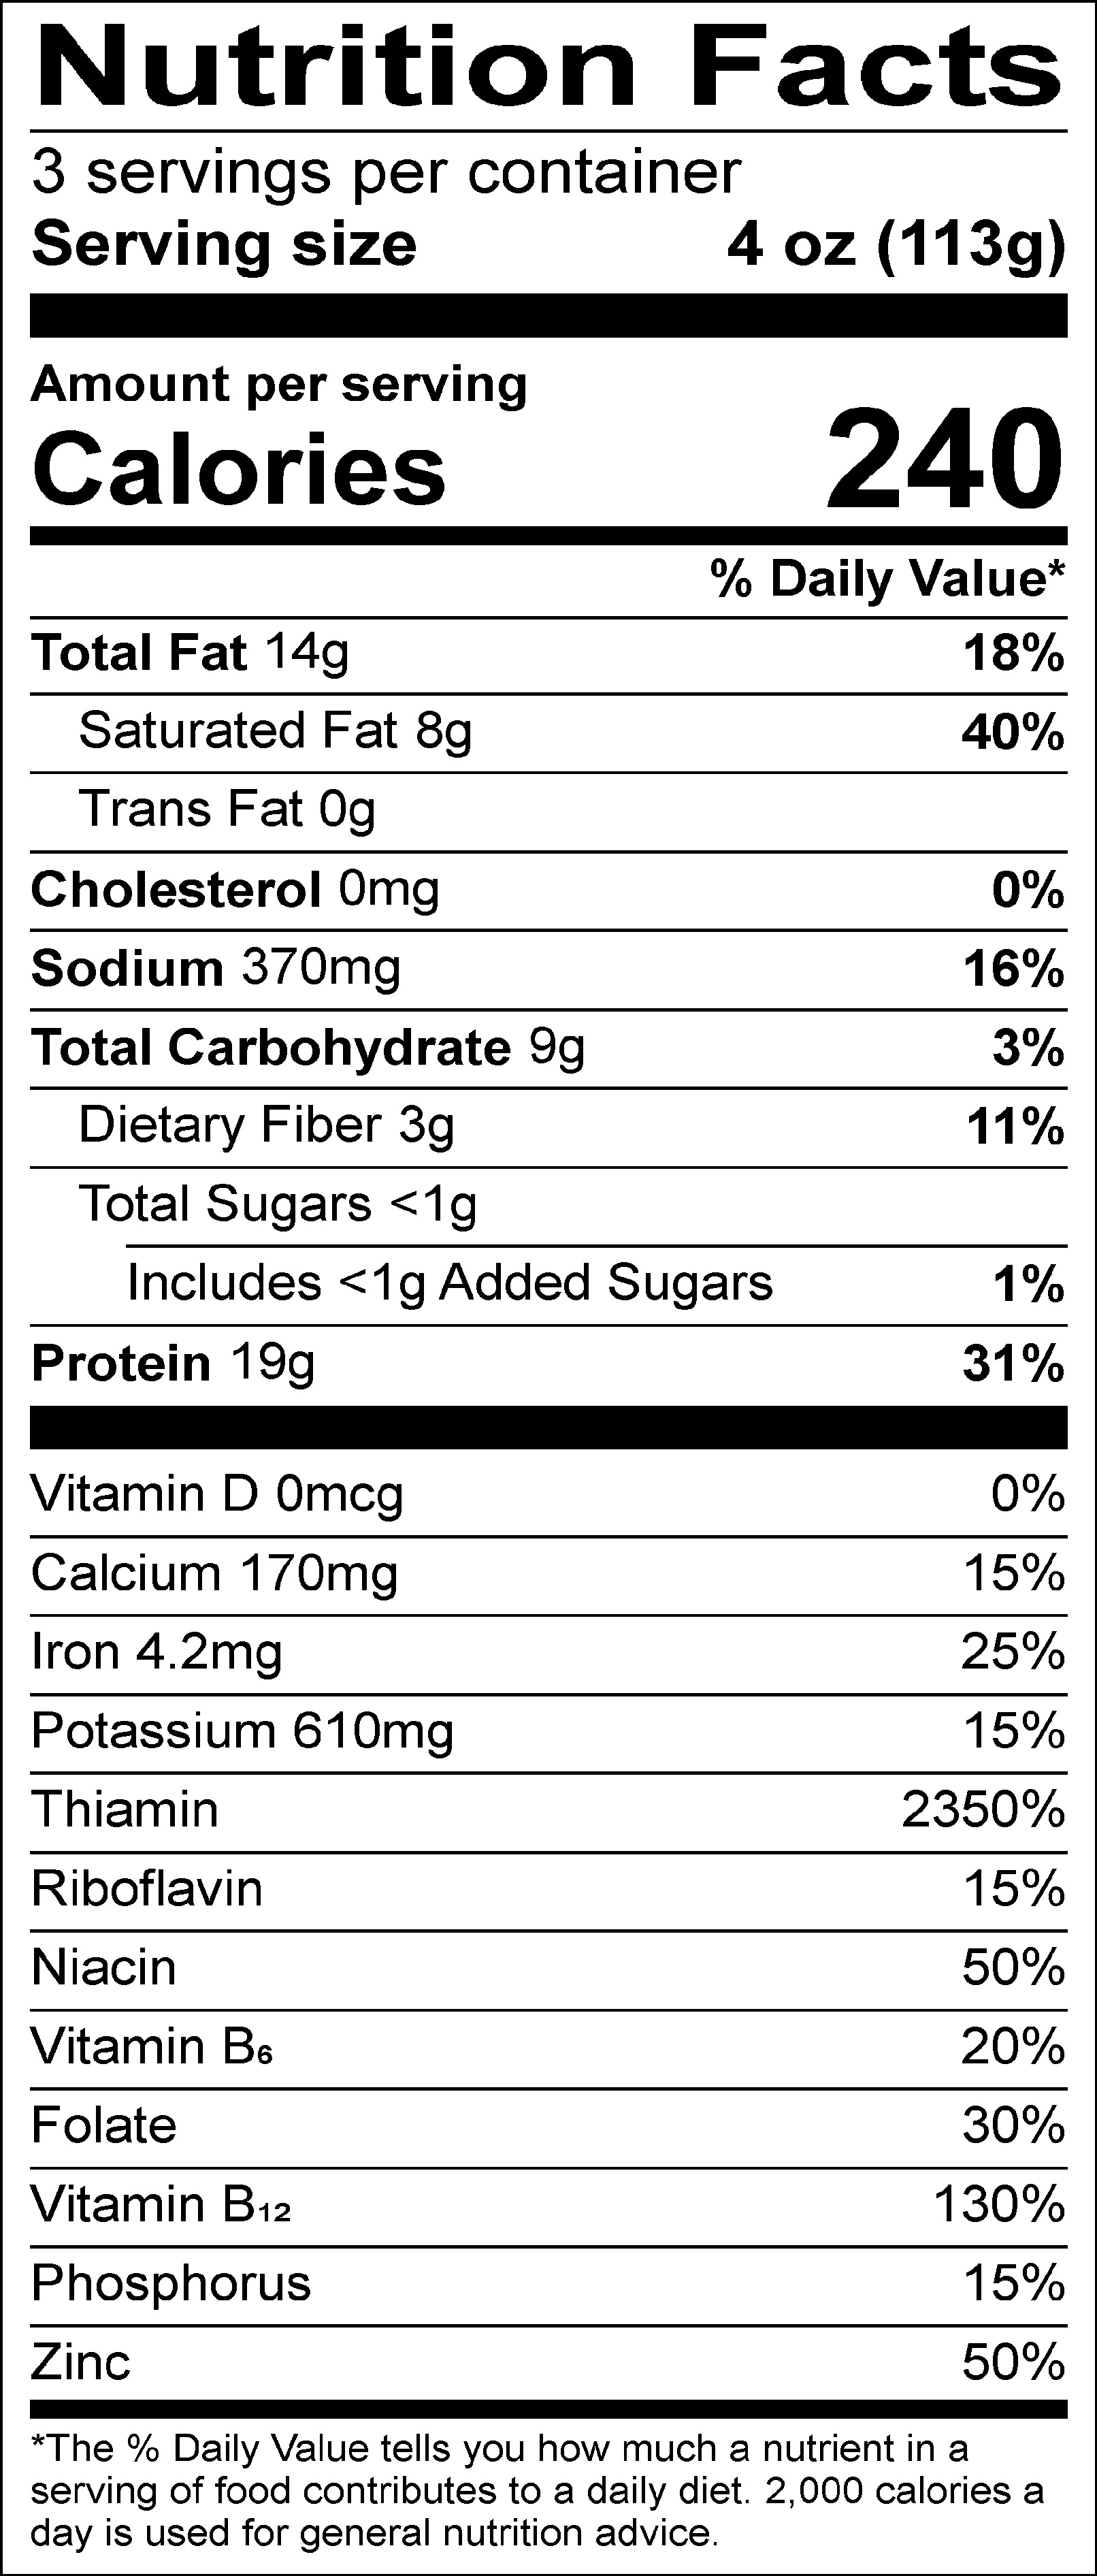 Nutrition Facts
3 servings per container
Serving size 4 oz (113g)
Amount per serving
Calories 240
% Daily Value*
Total Fat 14g 18%
Saturated Fat 8g 40%
Trans Fat 0g
Cholesterol 0mg 0%
Sodium 370mg 16%
Total Carbohydrate 9g 3%
Dietary Fiber 3g 11%
Total Sugars <1g
Includes <1g Added Sugars 1%
Protein 19g 31%
Vitamin D 0mcg 0%
Calcium 170mg 15%
Iron 4.2mg 25%
Potassium 610mg 15%
Thiamin 2350%
Riboflavin 15%
Niacin 50%
Vitamin B₆ 20%
Folate 30%
Vitamin B₁₂ 130%
Phosphorus 15%
Zinc 50%
*The % Daily Value tells you how much a nutrient in a
serving of food contributes to a daily diet. 2,000 calories a
day is used for general nutrition advice.